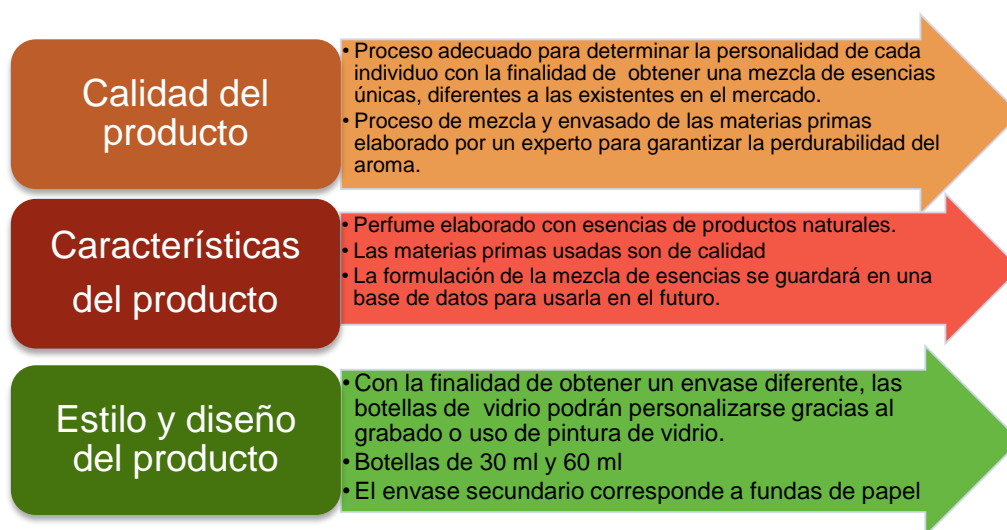 Calidad del
producto
• Proceso adecuado para determinar la personalidad de cada
individuo con la finalidad de obtener una mezcla de esencias
únicas, diferentes a las existentes en el mercado.
• Proceso de mezcla y envasado de las materias primas
elaborado por un experto para garantizar la perdurabilidad del
aroma.
Características
del producto
• Perfume elaborado con esencias de productos naturales.
• Las materias primas usadas son de calidad
• La formulación de la mezcla de esencias se guardará en una
base de datos para usarla en el futuro.
Estilo y diseño
del producto
• Con la finalidad de obtener un envase diferente, las
botellas de vidrio podrán personalizarse gracias al
grabado o uso de pintura de vidrio.
• Botellas de 30 ml y 60 ml
• El envase secundario corresponde a fundas de papel